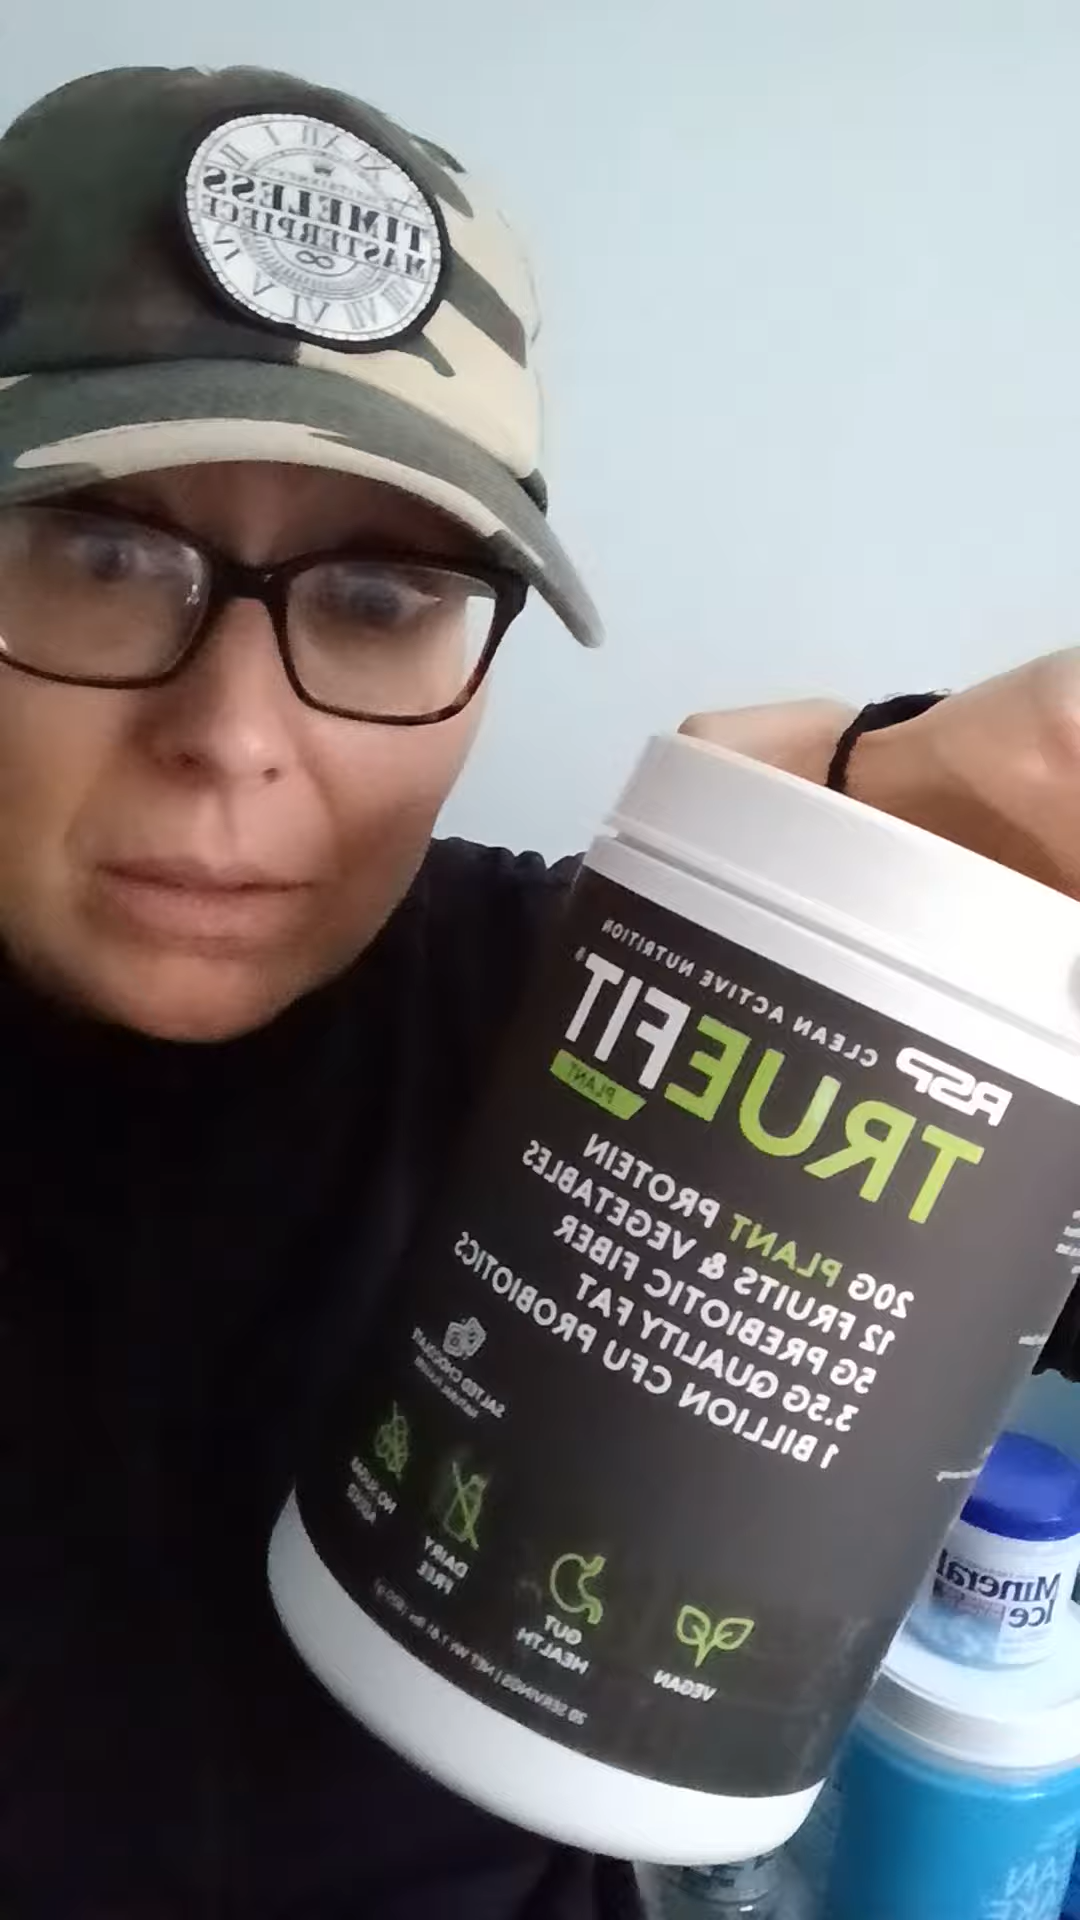 TIMELESS
MASTERPIECE
RSP CLEAN ACTIVE NUTRITION
TRUEFIT®
PLANT
20G PLANT PROTEIN
12 FRUITS & VEGETABLES
5G PREBIOTIC FIBER
3.5G QUALITY FAT
1 BILLION CFU PROBIOTICS
SALTED CHOCOLATE
VEGAN
GUT
HEALTH
DAIRY
FREE
NO SUGAR
ADDED
20 SERVINGS | NET WT
Mineral
Ice